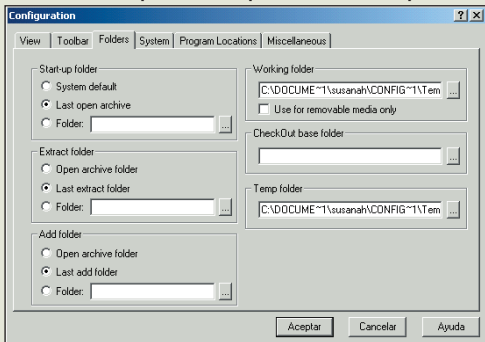 Configuration
View Toolbar Folders System Program Locations Miscellaneous
Start-up folder
System default
Last open archive
Folder: ...
Extract folder
Open archive folder
Last extract folder
Folder: ...
Add folder
Open archive folder
Last add folder
Folder: ...
Working folder
C:\DOCUME~1\susanah\CONFIG~1\Tem ...
Use for removable media only
CheckOut base folder
...
Temp folder
C:\DOCUME~1\susanah\CONFIG~1\Tem ...
Aceptar Cancelar Ayuda